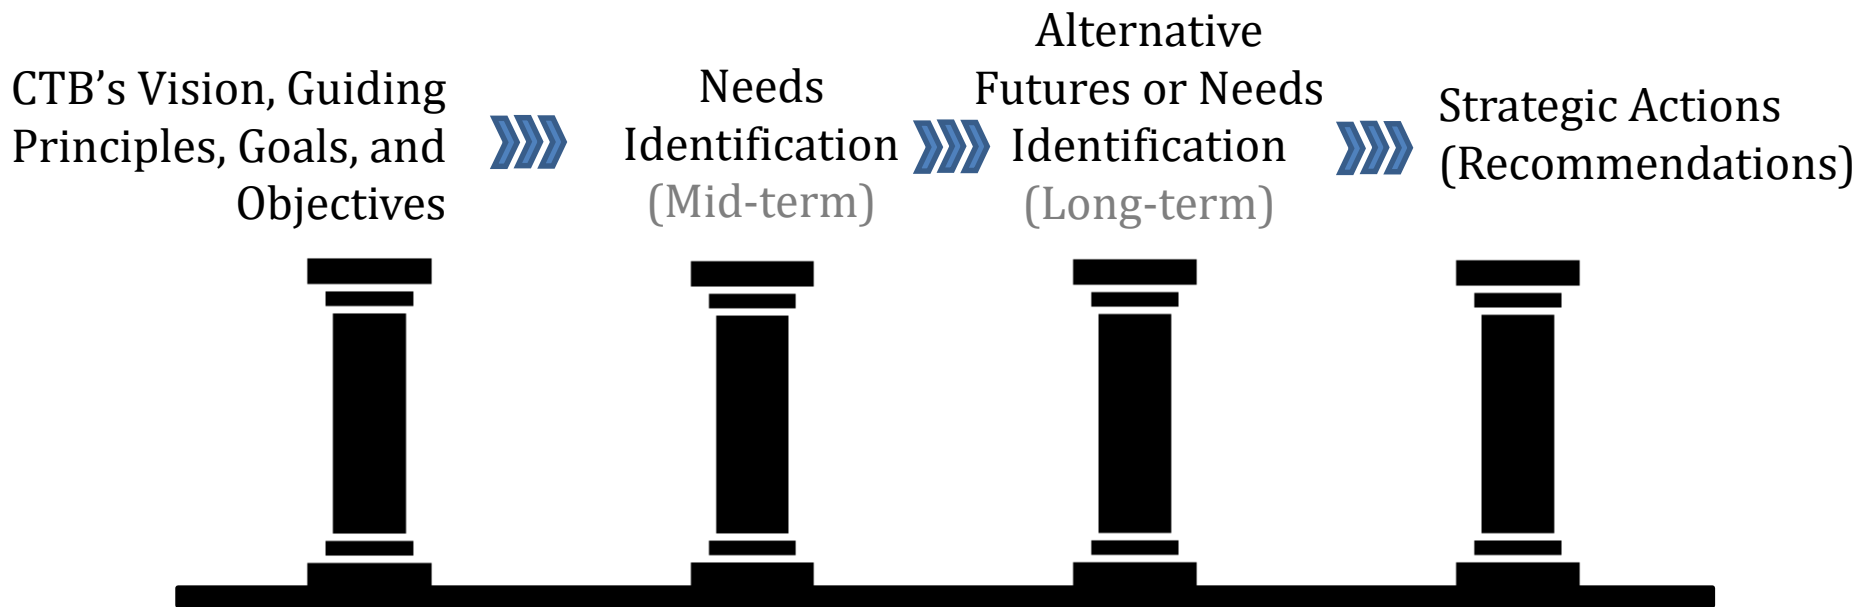 CTB’s Vision, Guiding
Principles, Goals, and
Objectives
Needs
Identification
(Mid-term)
Alternative
Futures or Needs
Identification
(Long-term)
Strategic Actions
(Recommendations)